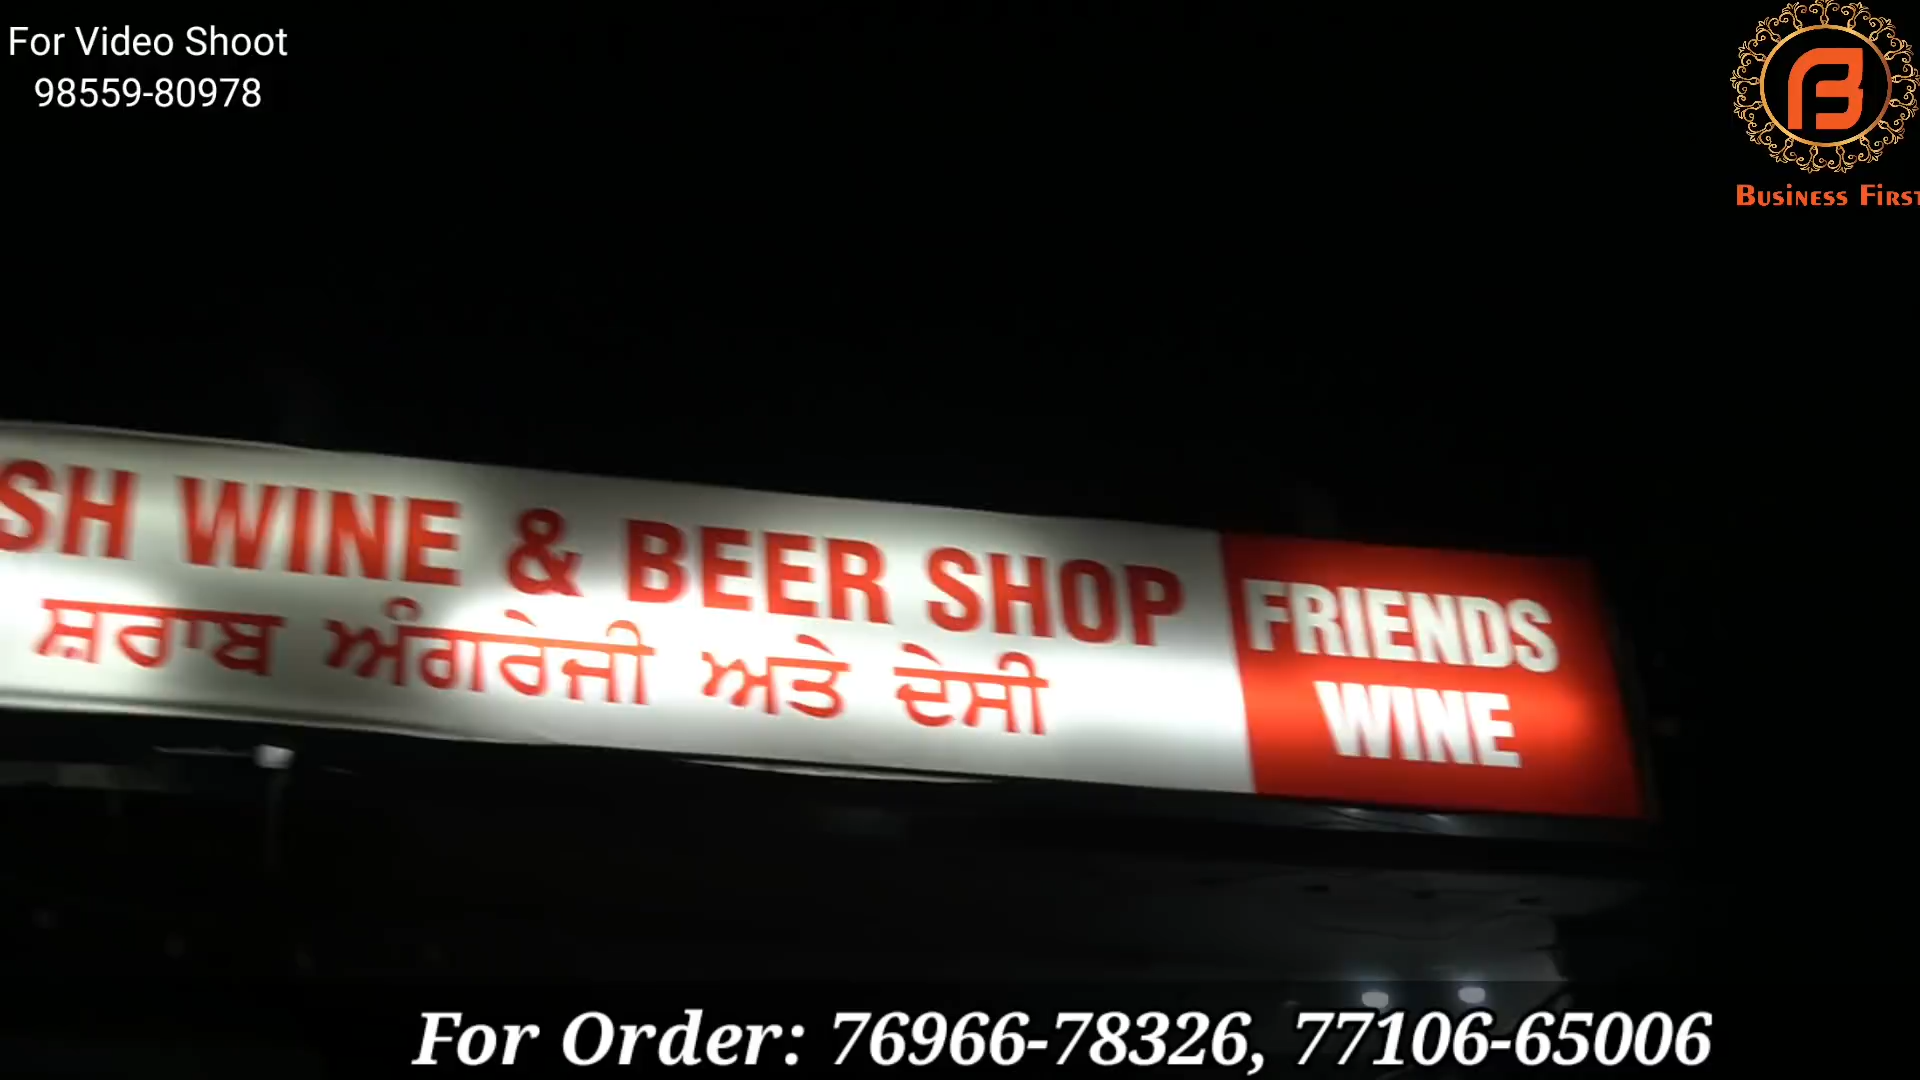 For Video Shoot
98559-80978
BUSINESS FIRST
SH WINE & BEER SHOP
ਸ਼ਰਾਬ ਅੰਗਰੇਜੀ ਅਤੇ ਦੇਸੀ
FRIENDS
WINE
For Order: 76966-78326, 77106-65006